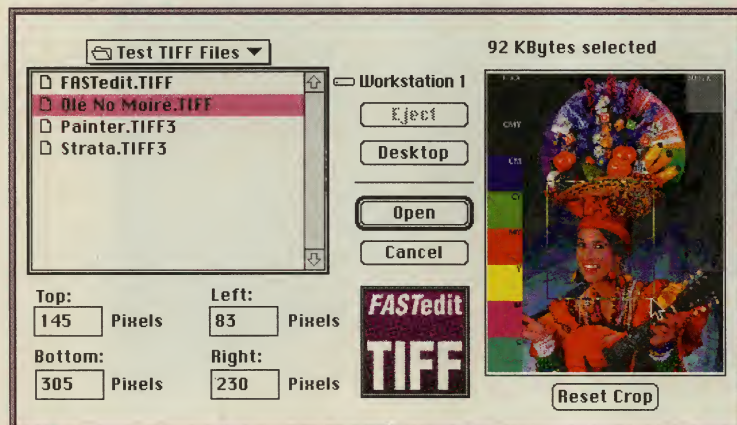 Test TIFF Files
FASTedit.TIFF
Olé No Moiré.TIFF
Painter.TIFF3
Strata.TIFF3
Workstation 1
Eject
Desktop
Open
Cancel
Top:
145 Pixels
Left:
83 Pixels
Bottom:
305 Pixels
Right:
230 Pixels
FASTedit
TIFF
92 KBytes selected
CMY
CM
Reset Crop